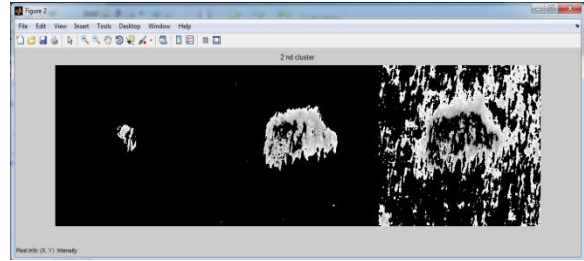 Figure 2
File Edit View Insert Tools Desktop Window Help
2 nd cluster
Pixel info: (X, Y) Intensity